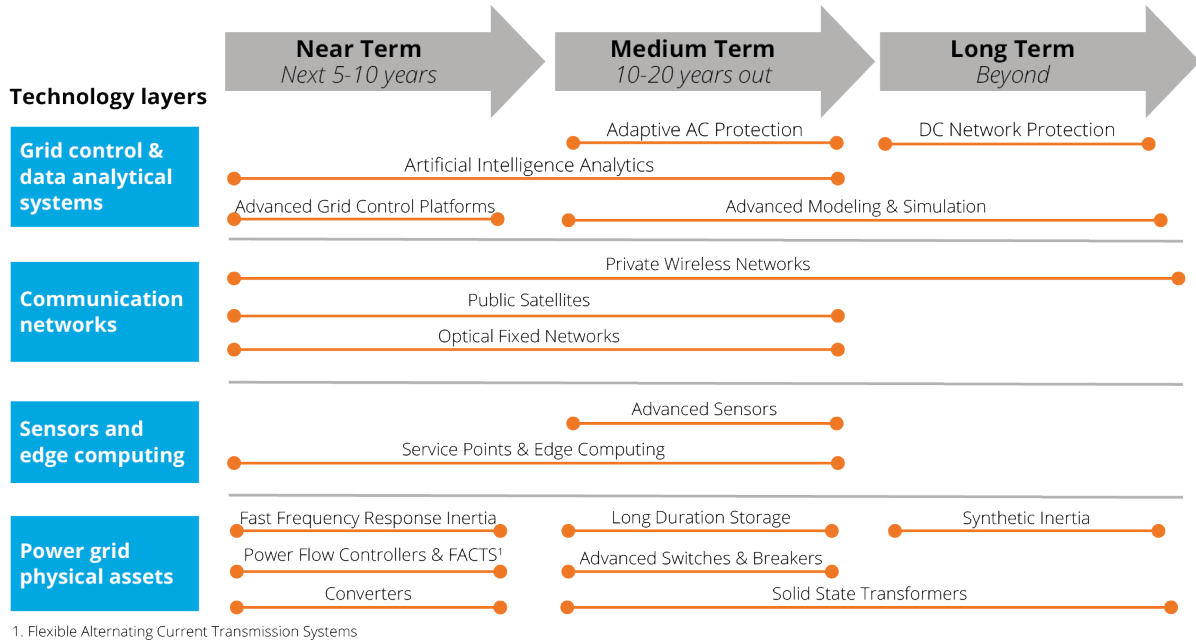 Near Term
Next 5-10 years
Medium Term
10-20 years out
Long Term
Beyond
Technology layers
Grid control &
data analytical
systems
Adaptive AC Protection
DC Network Protection
Artificial Intelligence Analytics
Advanced Grid Control Platforms
Advanced Modeling & Simulation
Communication
networks
Private Wireless Networks
Public Satellites
Optical Fixed Networks
Sensors and
edge computing
Advanced Sensors
Service Points & Edge Computing
Power grid
physical assets
Fast Frequency Response Inertia
Long Duration Storage
Synthetic Inertia
Power Flow Controllers & FACTS¹
Advanced Switches & Breakers
Converters
Solid State Transformers
1. Flexible Alternating Current Transmission Systems